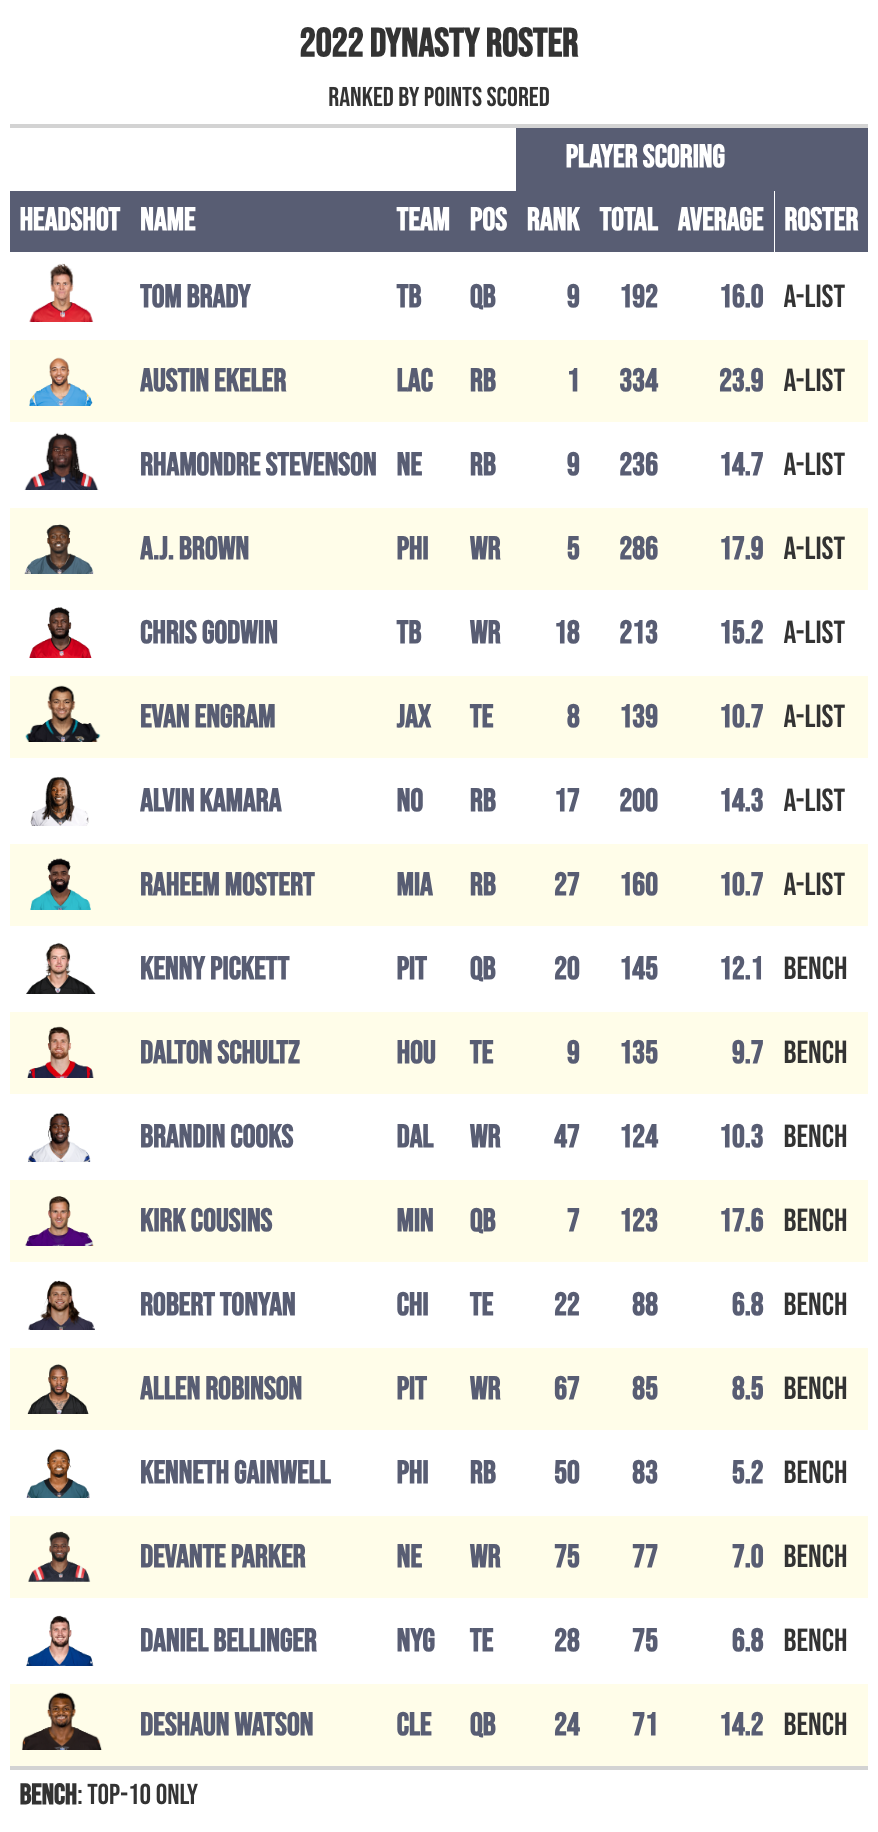 2022 DYNASTY ROSTER
RANKED BY POINTS SCORED
PLAYER SCORING
HEADSHOT NAME TEAM POS RANK TOTAL AVERAGE ROSTER
TOM BRADY TB QB 9 192 16.0 A-LIST
AUSTIN EKELER LAC RB 1 334 23.9 A-LIST
RHAMONDRE STEVENSON NE RB 9 236 14.7 A-LIST
A.J. BROWN PHI WR 5 286 17.9 A-LIST
CHRIS GODWIN TB WR 18 213 15.2 A-LIST
EVAN ENGRAM JAX TE 8 139 10.7 A-LIST
ALVIN KAMARA NO RB 17 200 14.3 A-LIST
RAHEEM MOSTERT MIA RB 27 160 10.7 A-LIST
KENNY PICKETT PIT QB 20 145 12.1 BENCH
DALTON SCHULTZ HOU TE 9 135 9.7 BENCH
BRANDIN COOKS DAL WR 47 124 10.3 BENCH
KIRK COUSINS MIN QB 7 123 17.6 BENCH
ROBERT TONYAN CHI TE 22 88 6.8 BENCH
ALLEN ROBINSON PIT WR 67 85 8.5 BENCH
KENNETH GAINWELL PHI RB 50 83 5.2 BENCH
DEVANTE PARKER NE WR 75 77 7.0 BENCH
DANIEL BELLINGER NYG TE 28 75 6.8 BENCH
DESHAUN WATSON CLE QB 24 71 14.2 BENCH
BENCH: TOP-10 ONLY